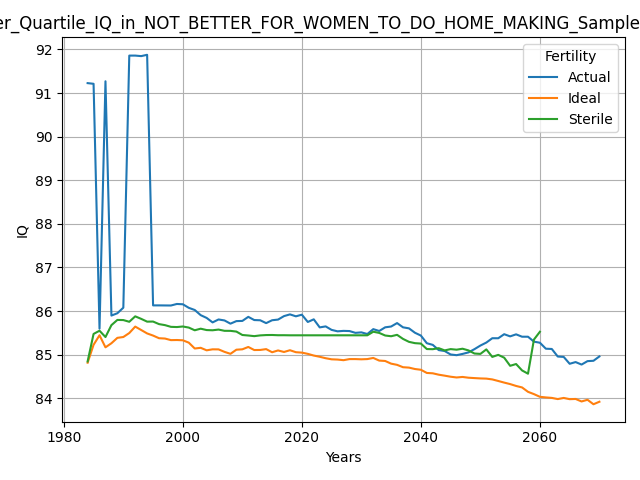 er_Quartile_IQ_in_NOT_BETTER_FOR_WOMEN_TO_DO_HOME_MAKING_Sample
Fertility
Actual
Ideal
Sterile
IQ
92
91
90
89
88
87
86
85
84
1980
2000
2020
2040
2060
Years